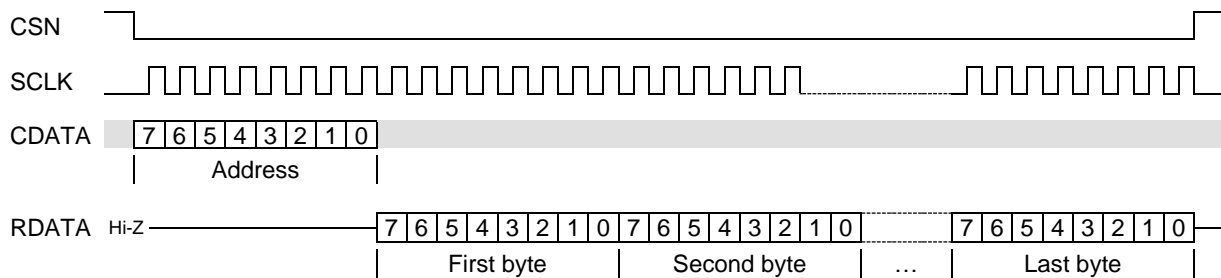 CSN
SCLK
CDATA 7 6 5 4 3 2 1 0
Address
RDATA Hi-Z 7 6 5 4 3 2 1 0 7 6 5 4 3 2 1 0 7 6 5 4 3 2 1 0
First byte Second byte … Last byte